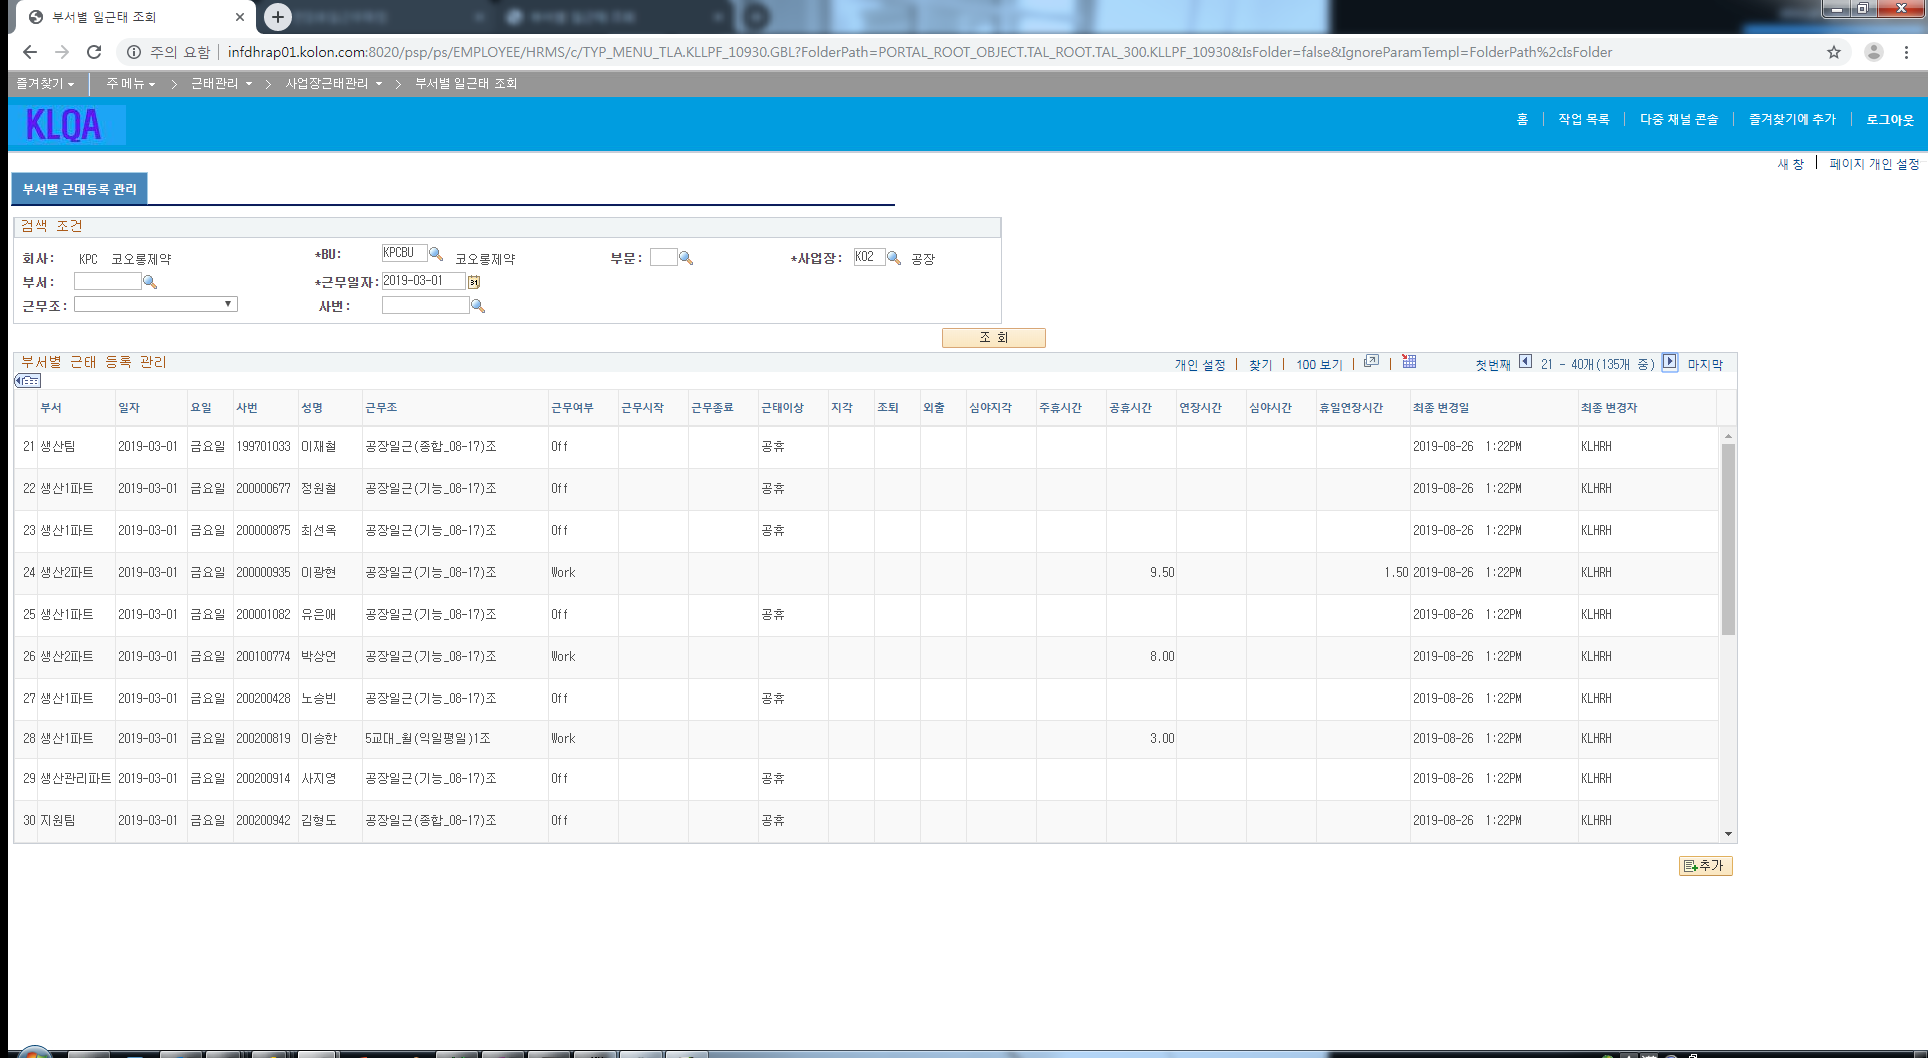 부서별 일근태 조회
주의 요함 infdhrap01.kolon.com:8020/psp/ps/EMPLOYEE/HRMS/c/TYP_MENU_TLA.KLLPF_10930.GBL?FolderPath=PORTAL_ROOT_OBJECT.TAL_ROOT.TAL_300.KLLPF_10930&IsFolder=false&IgnoreParamTempl=FolderPath%2cIsFolder
즐겨찾기 주 메뉴 > 근태관리 > 사업장근태관리 > 부서별 일근태 조회
KLQA
홈 작업 목록 다중 채널 콘솔 즐겨찾기에 추가 로그아웃
새 창 페이지 개인 설정
부서별 근태등록 관리
검색 조건
회사: KPC 코오롱제약 *BU: KPCBU 코오롱제약 부문: *사업장: K02 공장
부서: *근무일자: 2019-03-01 31
근무조: 사번:
조 회
부서별 근태 등록 관리 개인 설정 | 찾기 | 100 보기 | | 첫번째 21 - 40개(135개 중) 마지막
부서 일자 요일 사번 성명 근무조 근무여부 근무시작 근무종료 근태이상 지각 조퇴 외출 심야지각 주휴시간 공휴시간 연장시간 심야시간 휴일연장시간 최종 변경일 최종 변경자
21 생산팀 2019-03-01 금요일 199701033 이재철 공장일근(종합_08-17)조 Off 공휴 2019-08-26 1:22PM KLHRH
22 생산1파트 2019-03-01 금요일 200000677 정원철 공장일근(기능_08-17)조 Off 공휴 2019-08-26 1:22PM KLHRH
23 생산1파트 2019-03-01 금요일 200000875 최선옥 공장일근(기능_08-17)조 Off 공휴 2019-08-26 1:22PM KLHRH
24 생산2파트 2019-03-01 금요일 200000935 이광현 공장일근(기능_08-17)조 Work 9.50 1.50 2019-08-26 1:22PM KLHRH
25 생산1파트 2019-03-01 금요일 200001082 유은애 공장일근(기능_08-17)조 Off 공휴 2019-08-26 1:22PM KLHRH
26 생산2파트 2019-03-01 금요일 200100774 박상언 공장일근(기능_08-17)조 Work 8.00 2019-08-26 1:22PM KLHRH
27 생산1파트 2019-03-01 금요일 200200428 노승빈 공장일근(기능_08-17)조 Off 공휴 2019-08-26 1:22PM KLHRH
28 생산1파트 2019-03-01 금요일 200200819 이승한 5교대_월(익일평일)1조 Work 3.00 2019-08-26 1:22PM KLHRH
29 생산관리파트 2019-03-01 금요일 200200914 사지영 공장일근(기능_08-17)조 Off 공휴 2019-08-26 1:22PM KLHRH
30 지원팀 2019-03-01 금요일 200200942 김형도 공장일근(종합_08-17)조 Off 공휴 2019-08-26 1:22PM KLHRH
추가